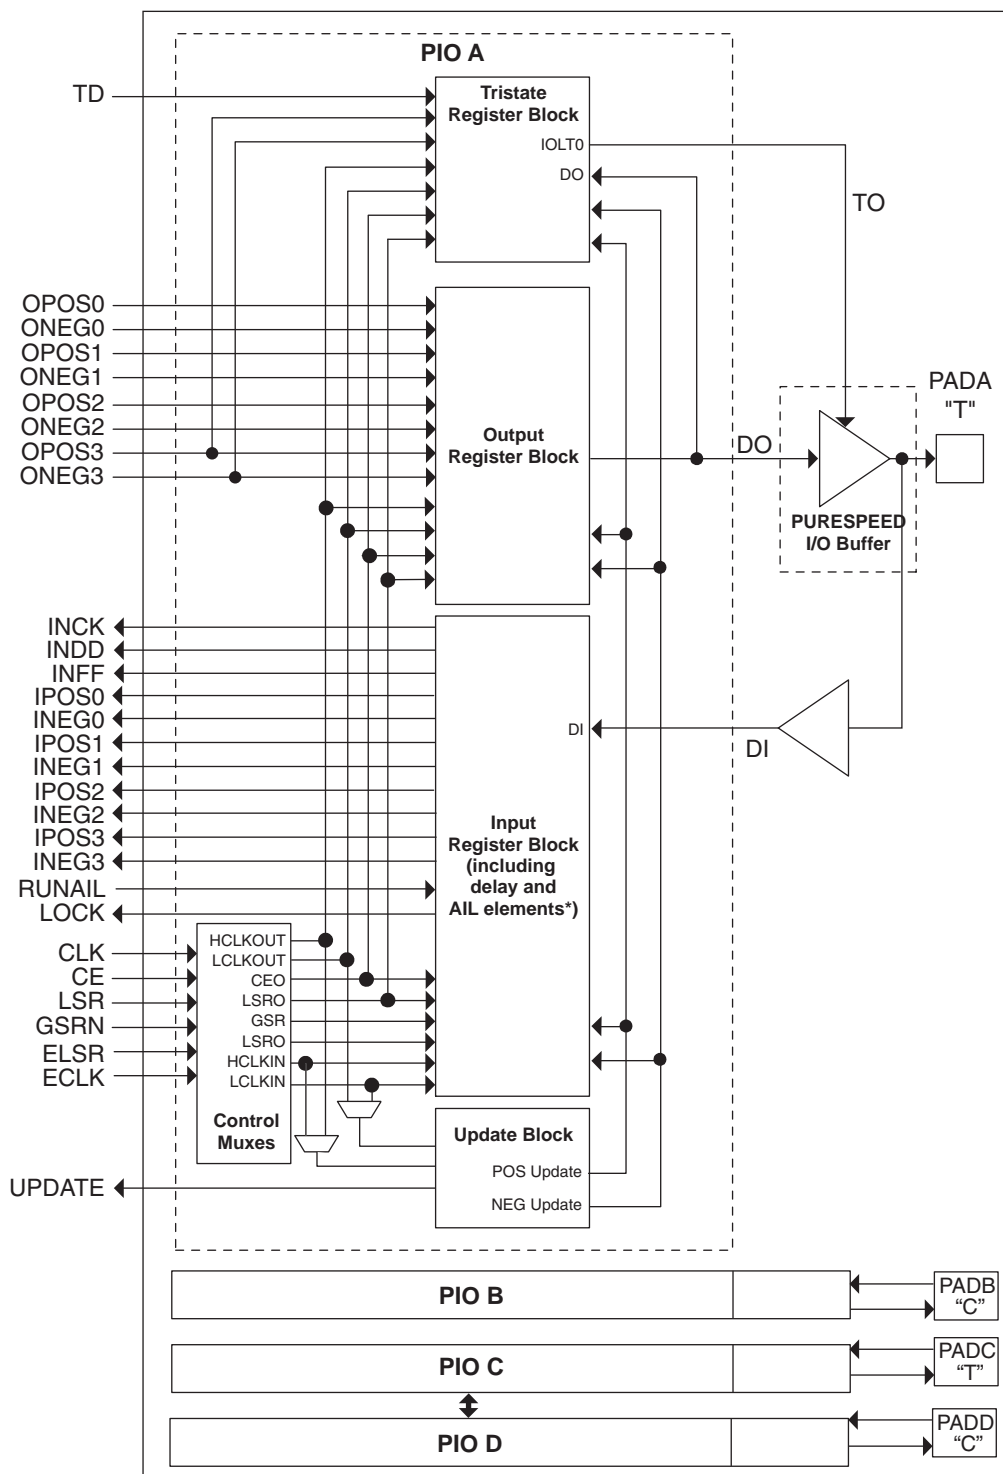 PIO A
TD
Tristate
Register Block
IOLT0
DO
TO
OPOS0
ONEG0
OPOS1
ONEG1
OPOS2
ONEG2
OPOS3
ONEG3
Output
Register Block
DO
PADA
"T"
PURESPEED
I/O Buffer
INCK
INDD
INFF
IPOS0
INEG0
IPOS1
INEG1
IPOS2
INEG2
IPOS3
INEG3
RUNAIL
LOCK
DI
DI
Input
Register Block
(including
delay and
AIL elements*)
CLK
CE
LSR
GSRN
ELSR
ECLK
HCLKOUT
LCLKOUT
CEO
LSRO
GSR
LSRO
HCLKIN
LCLKIN
Control
Muxes
Update Block
POS Update
NEG Update
UPDATE
PIO B
PADB
“C”
PIO C
PADC
“T”
PIO D
PADD
“C”